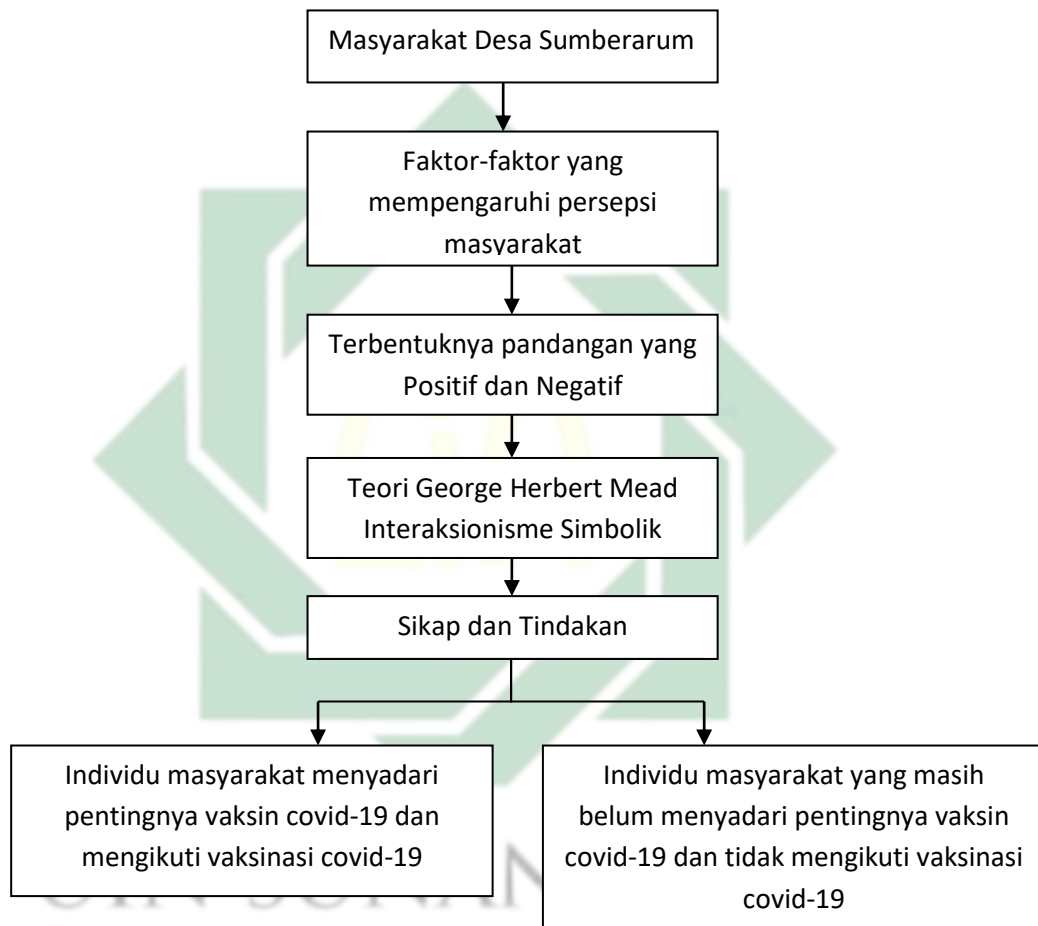 Masyarakat Desa Sumberarum
Faktor-faktor yang
mempengaruhi persepsi
masyarakat
Terbentuknya pandangan yang
Positif dan Negatif
Teori George Herbert Mead
Interaksionisme Simbolik
Sikap dan Tindakan
Individu masyarakat menyadari
pentingnya vaksin covid-19 dan
mengikuti vaksinasi covid-19
Individu masyarakat yang masih
belum menyadari pentingnya vaksin
covid-19 dan tidak mengikuti vaksinasi
covid-19